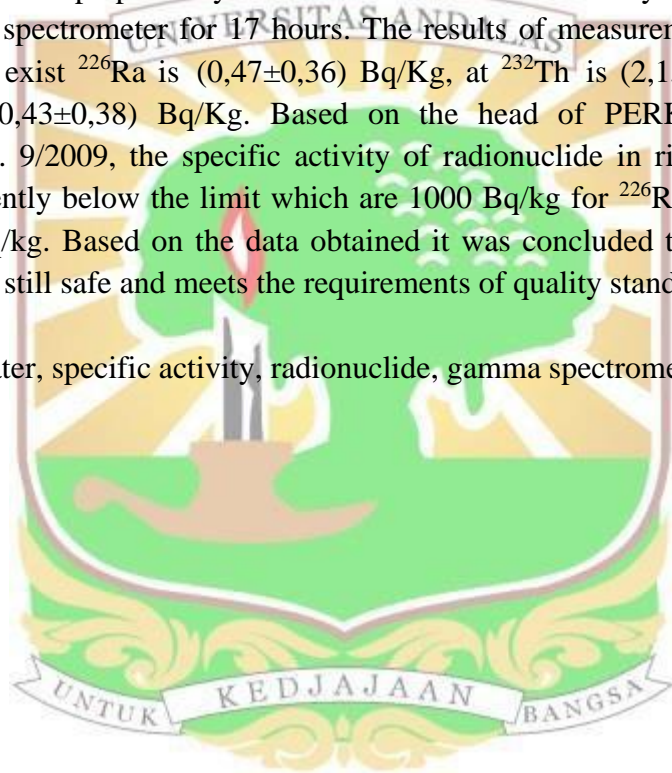 spectrometer for 17 hours. The results of measuremen
UNIVERSITAS ANDALAS
exist ²²⁶Ra is (0,47±0,36) Bq/Kg, at ²³²Th is (2,1
0,43±0,38) Bq/Kg. Based on the head of PER
. 9/2009, the specific activity of radionuclide in ri
ently below the limit which are 1000 Bq/kg for ²²⁶R
/kg. Based on the data obtained it was concluded t
still safe and meets the requirements of quality stand
ter, specific activity, radionuclide, gamma spectrome
UNTUK KEDJAJAAN BANGSA